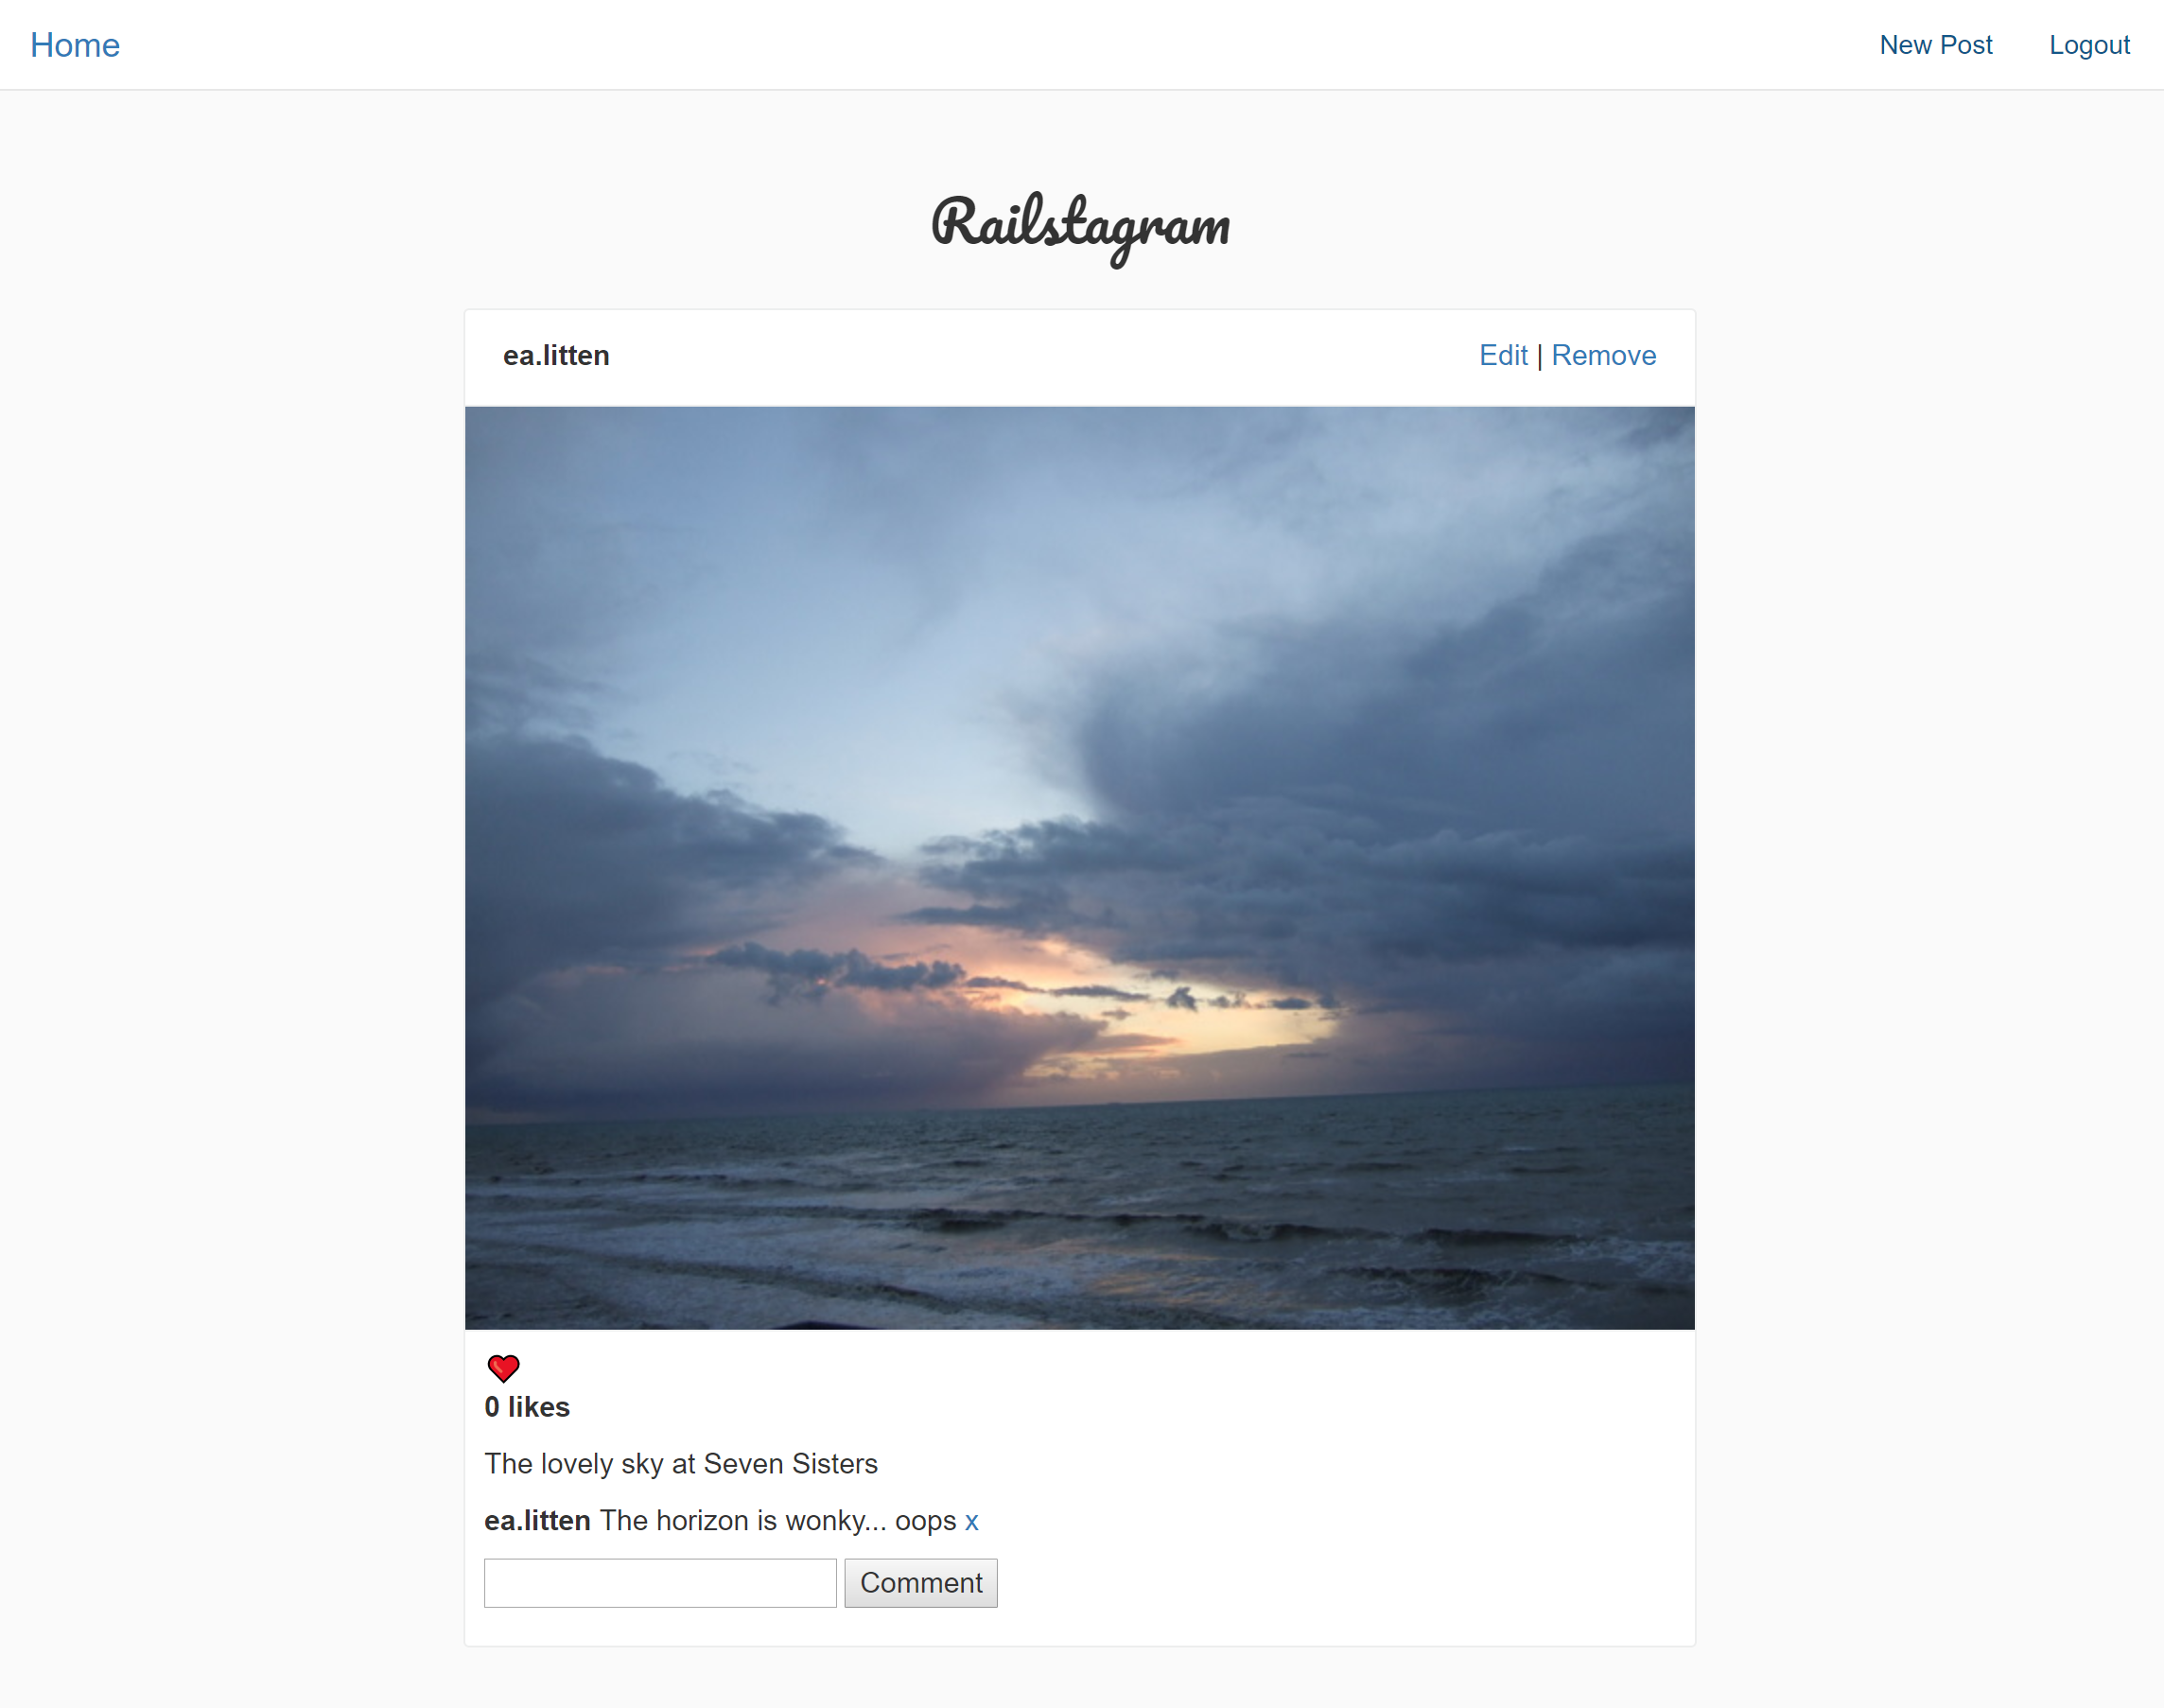 Home New Post Logout
Railstagram
ea.litten Edit | Remove
0 likes
The lovely sky at Seven Sisters
ea.litten The horizon is wonky... oops x
Comment